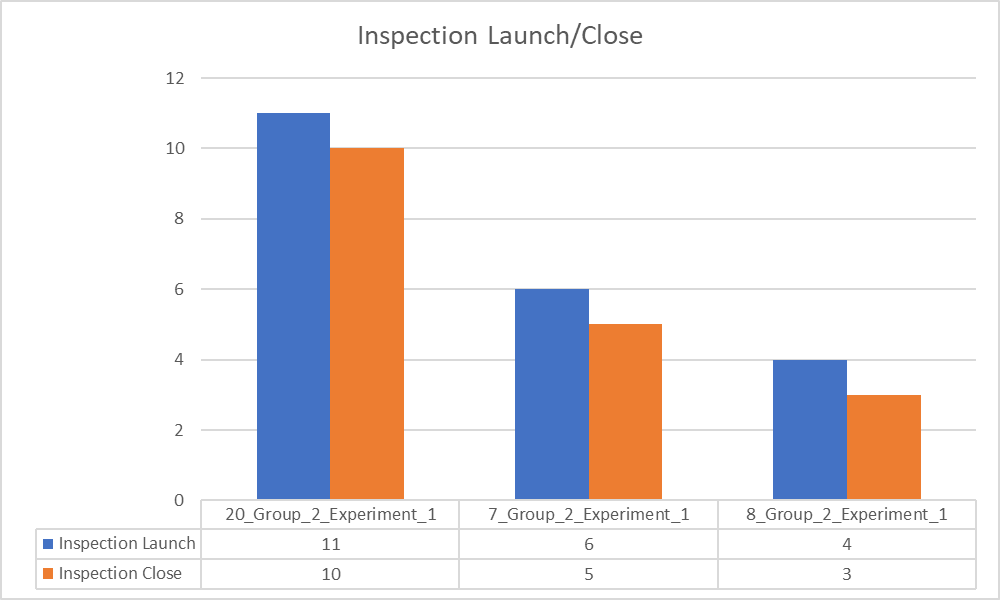 Inspection Launch/Close
12
10
8
6
4
2
0
20_Group_2_Experiment_1 7_Group_2_Experiment_1 8_Group_2_Experiment_1
Inspection Launch 11 6 4
Inspection Close 10 5 3